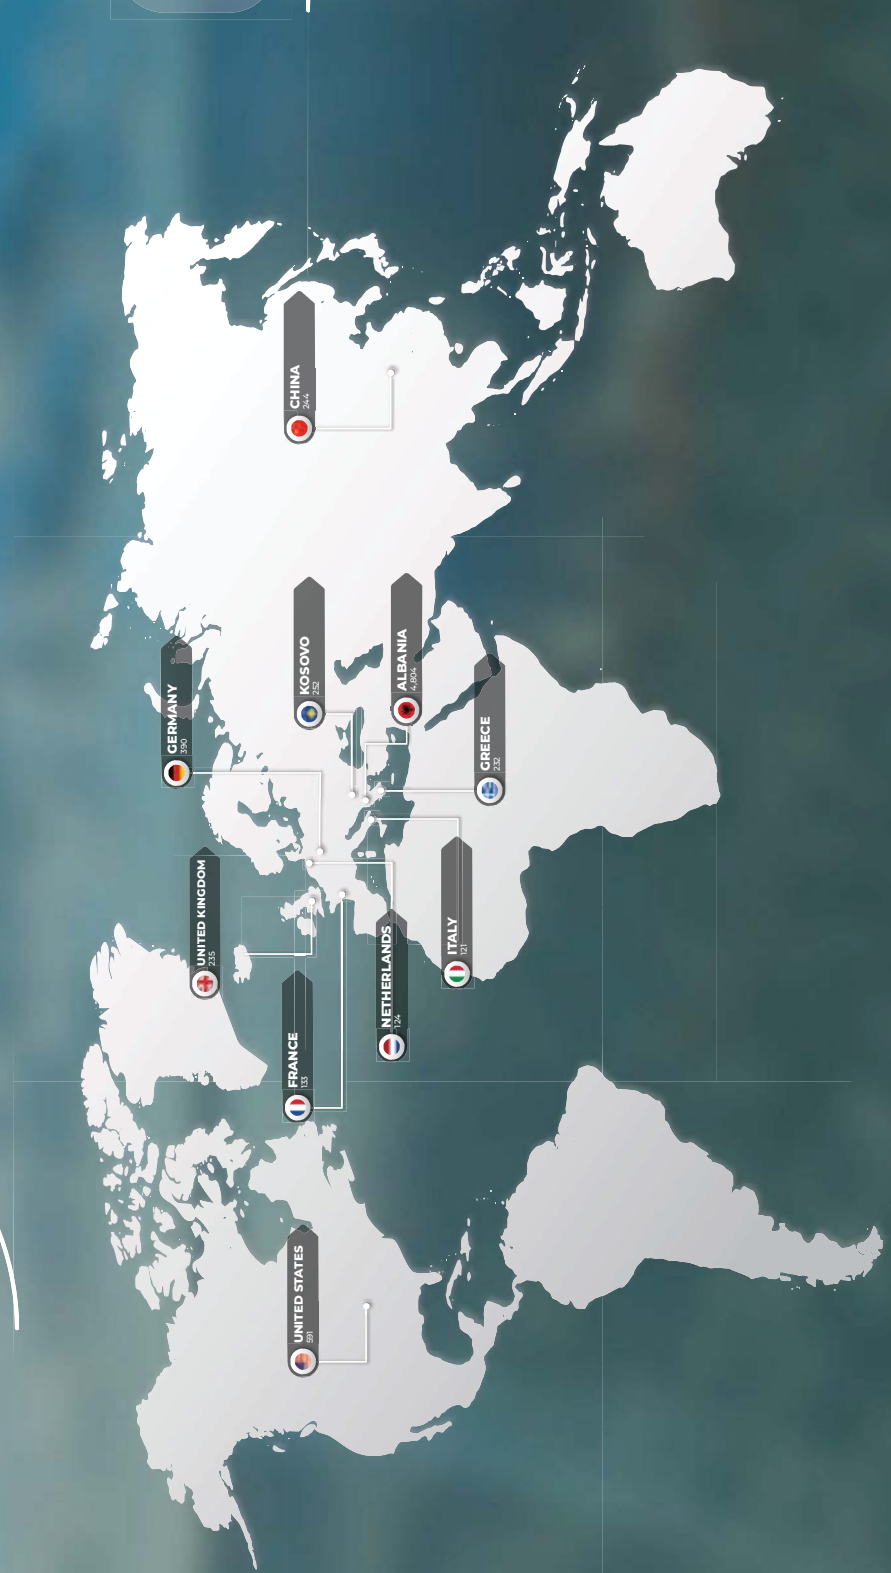 UNITED STATES
591
FRANCE
133
UNITED KINGDOM
235
GERMANY
390
NETHERLANDS
124
ITALY
121
KOSOVO
252
ALBANIA
4,804
GREECE
232
CHINA
244